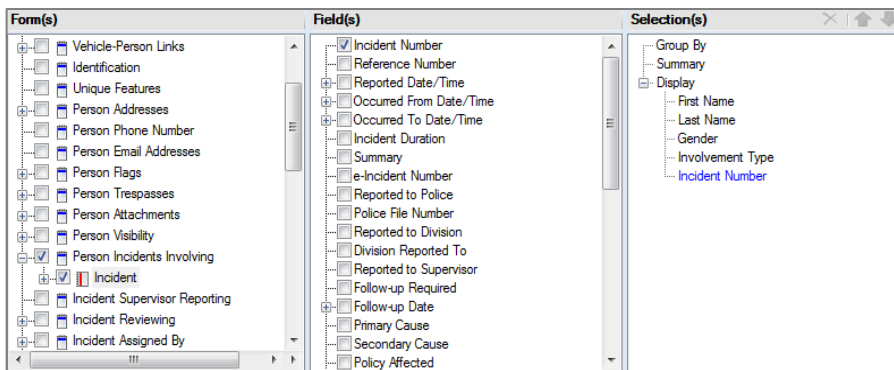 Form(s)
Vehicle-Person Links
Identification
Unique Features
Person Addresses
Person Phone Number
Person Email Addresses
Person Flags
Person Trespasses
Person Attachments
Person Visibility
Person Incidents Involving
Incident
Incident Supervisor Reporting
Incident Reviewing
Incident Assigned By
Field(s)
Incident Number
Reference Number
Reported Date/Time
Occurred From Date/Time
Occurred To Date/Time
Incident Duration
Summary
e-Incident Number
Reported to Police
Police File Number
Reported to Division
Division Reported To
Reported to Supervisor
Follow-up Required
Follow-up Date
Primary Cause
Secondary Cause
Policy Affected
Selection(s)
Group By
Summary
Display
First Name
Last Name
Gender
Involvement Type
Incident Number